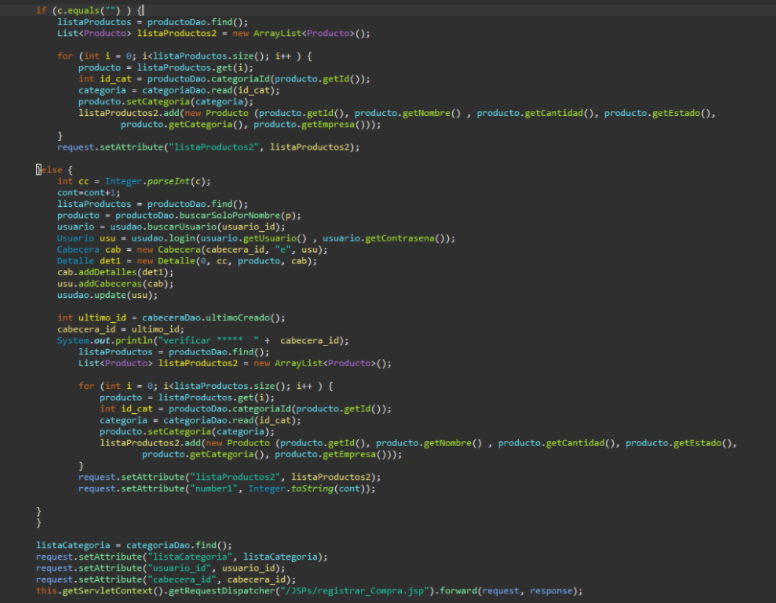 if (c.equals("") ) {
listaProductos = productoDao.find();
List<Producto> listaProductos2 = new ArrayList<Producto>();
for (int i = 0; i<listaProductos.size(); i++ ) {
producto = listaProductos.get(i);
int id_cat = productoDao.categoriaId(producto.getId());
categoria = categoriaDao.read(id_cat);
producto.setCategoria(categoria);
listaProductos2.add(new Producto (producto.getId(), producto.getNombre() , producto.getCantidad(), producto.getEstado(),
producto.getCategoria(), producto.getEmpresa()));
}
request.setAttribute("listaProductos2", listaProductos2);
}else {
int cc = Integer.parseInt(c);
cont=cont+1;
listaProductos = productoDao.find();
producto = productoDao.buscarSoloPorNombre(p);
usuario = usudao.buscarUsuario(usuario_id);
Usuario usu = usudao.login(usuario.getUsuario() , usuario.getContrasena());
Cabecera cab = new Cabecera(cabecera_id, "e", usu);
Detalle det1 = new Detalle(0, cc, producto, cab);
cab.addDetalles(det1);
usu.addCabeceras(cab);
usudao.update(usu);
int ultimo_id = cabeceraDao.ultimoCreado();
cabecera_id = ultimo_id;
System.out.println("verificar *****  " +  cabecera_id);
listaProductos = productoDao.find();
List<Producto> listaProductos2 = new ArrayList<Producto>();
for (int i = 0; i<listaProductos.size(); i++ ) {
producto = listaProductos.get(i);
int id_cat = productoDao.categoriaId(producto.getId());
categoria = categoriaDao.read(id_cat);
producto.setCategoria(categoria);
listaProductos2.add(new Producto (producto.getId(), producto.getNombre() , producto.getCantidad(), producto.getEstado(),
producto.getCategoria(), producto.getEmpresa()));
}
request.setAttribute("listaProductos2", listaProductos2);
request.setAttribute("number1", Integer.toString(cont));
}
}
listaCategoria = categoriaDao.find();
request.setAttribute("listaCategoria", listaCategoria);
request.setAttribute("usuario_id", usuario_id);
request.setAttribute("cabecera_id", cabecera_id);
this.getServletContext().getRequestDispatcher("/JSPs/registrar_Compra.jsp").forward(request, response);